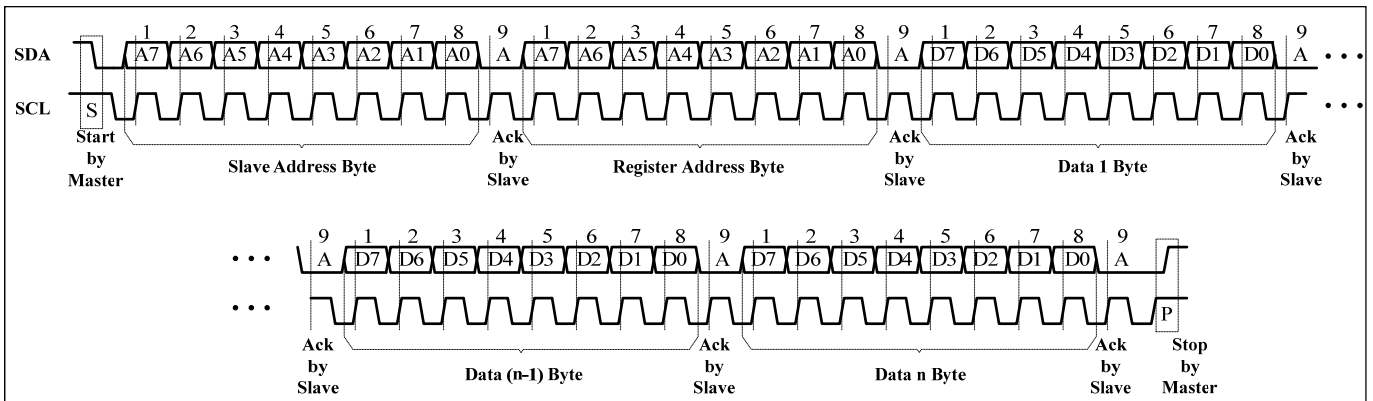 1 2 3 4 5 6 7 8 9 1 2 3 4 5 6 7 8 9 1 2 3 4 5 6 7 8 9
SDA A7 A6 A5 A4 A3 A2 A1 A0 A A7 A6 A5 A4 A3 A2 A1 A0 A D7 D6 D5 D4 D3 D2 D1 D0 A • • •
SCL S • • •
Start by Master
Slave Address Byte
Ack by Slave
Register Address Byte
Ack by Slave
Data 1 Byte
Ack by Slave
9 1 2 3 4 5 6 7 8 9 1 2 3 4 5 6 7 8 9
• • • A D7 D6 D5 D4 D3 D2 D1 D0 A D7 D6 D5 D4 D3 D2 D1 D0 A
• • • P
Ack by Slave
Data (n-1) Byte
Ack by Slave
Data n Byte
Ack by Slave
Stop by Master